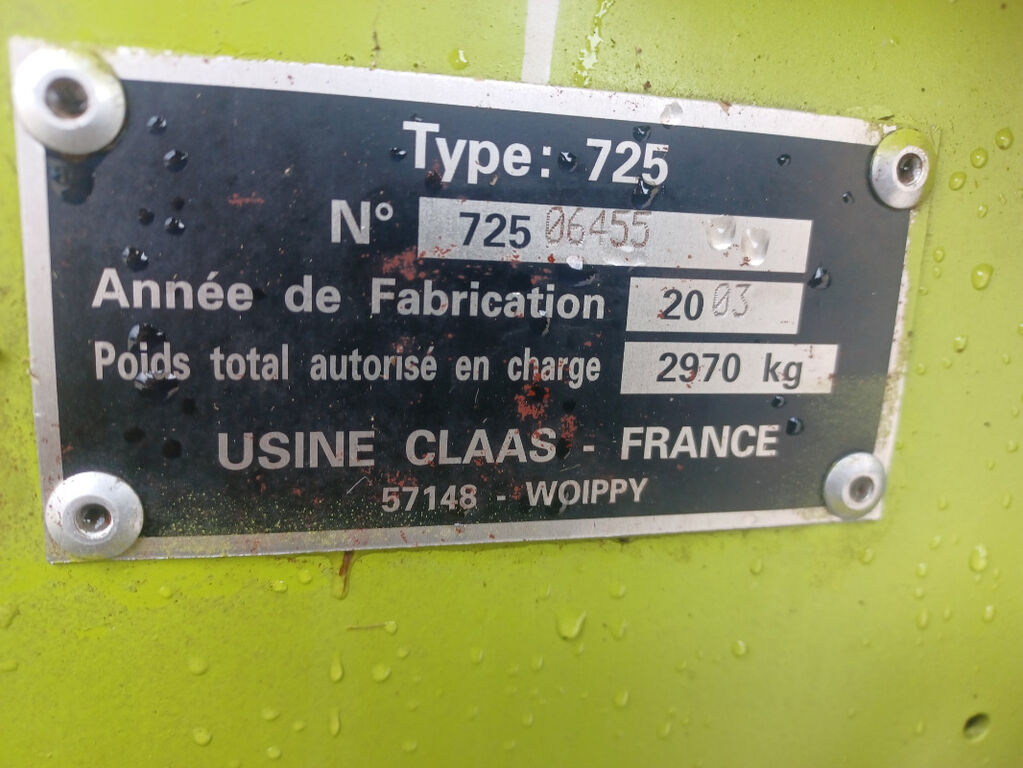 Type: 725
N° 725 06455
Année de Fabrication 2003
Poids total autorisé en charge 2970 kg
USINE CLAAS - FRANCE
57148 - WOIPPY